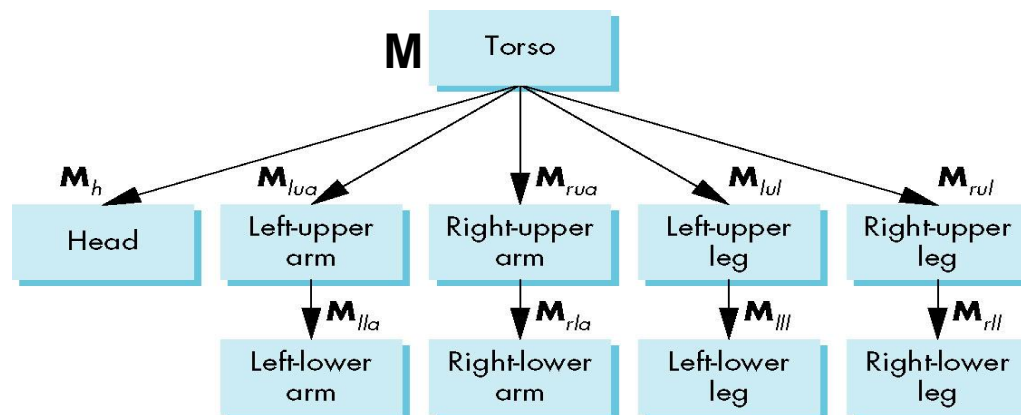 M
Torso
Mh
Mlua
Mrua
Mlul
Mrul
Head
Left-upper
arm
Right-upper
arm
Left-upper
leg
Right-upper
leg
Mlla
Mrla
Mlll
Mrll
Left-lower
arm
Right-lower
arm
Left-lower
leg
Right-lower
leg